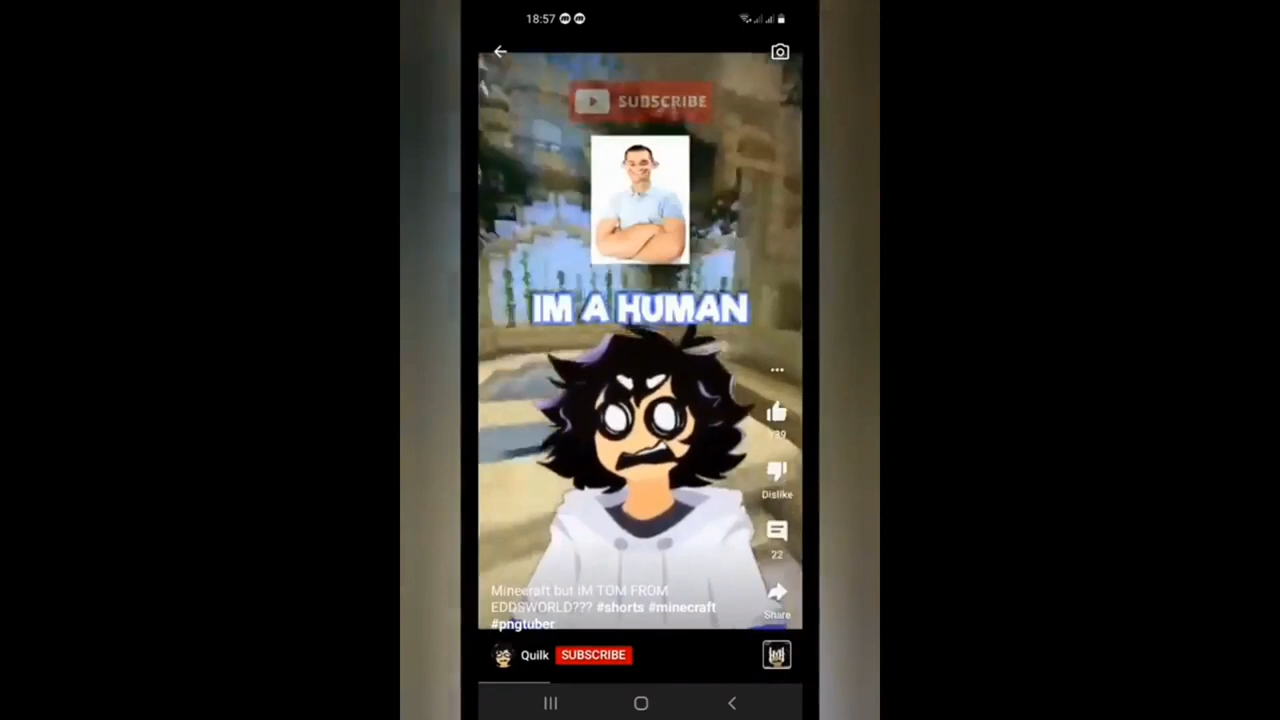 18:57
SUBSCRIBE
IM A HUMAN
Dislike
22
Share
Minecraft but IM TOM FROM
EDDSWORLD??? #shorts #minecraft
#pngtuber
Quilk SUBSCRIBE